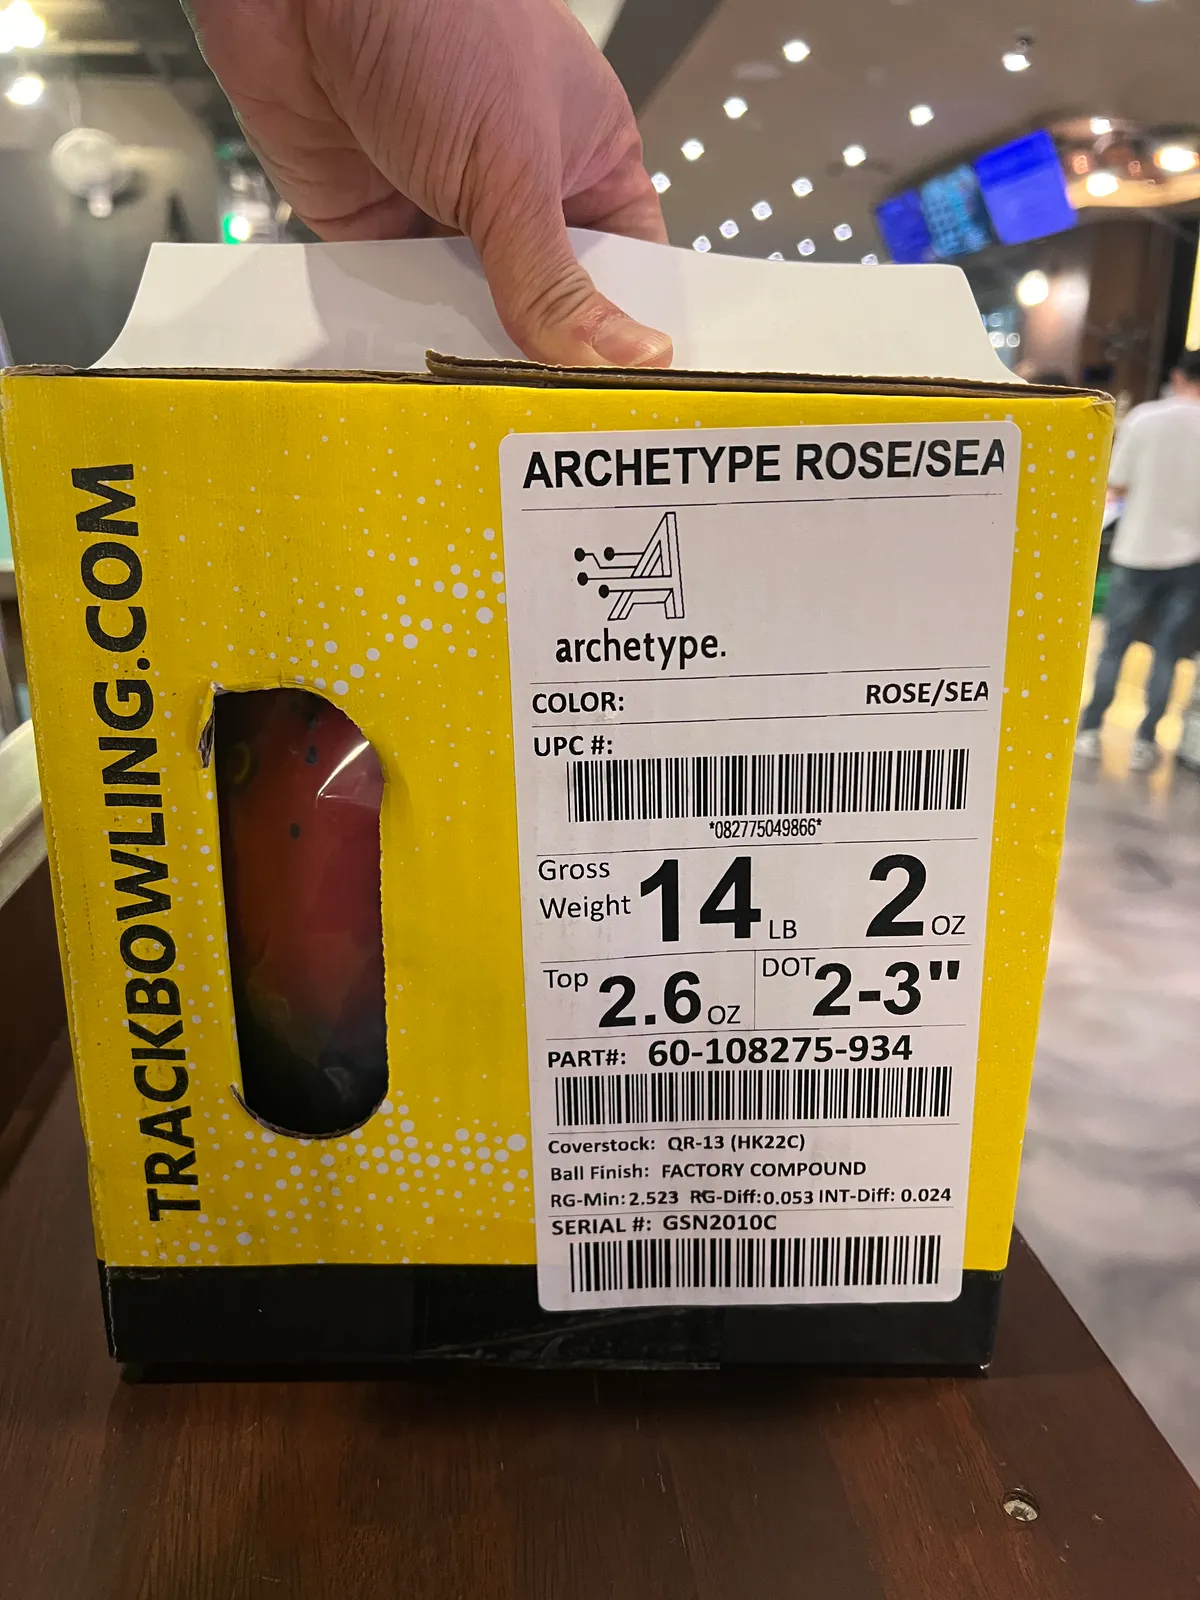 TRACKBOWLING.COM
ARCHETYPE ROSE/SEA
archetype.
COLOR: ROSE/SEA
UPC #:
*082775049866*
Gross Weight 14 LB 2 OZ
Top 2.6 OZ DOT 2-3"
PART#: 60-108275-934
Coverstock: QR-13 (HK22C)
Ball Finish: FACTORY COMPOUND
RG-Min: 2.523 RG-Diff: 0.053 INT-Diff: 0.024
SERIAL #: GSN2010C